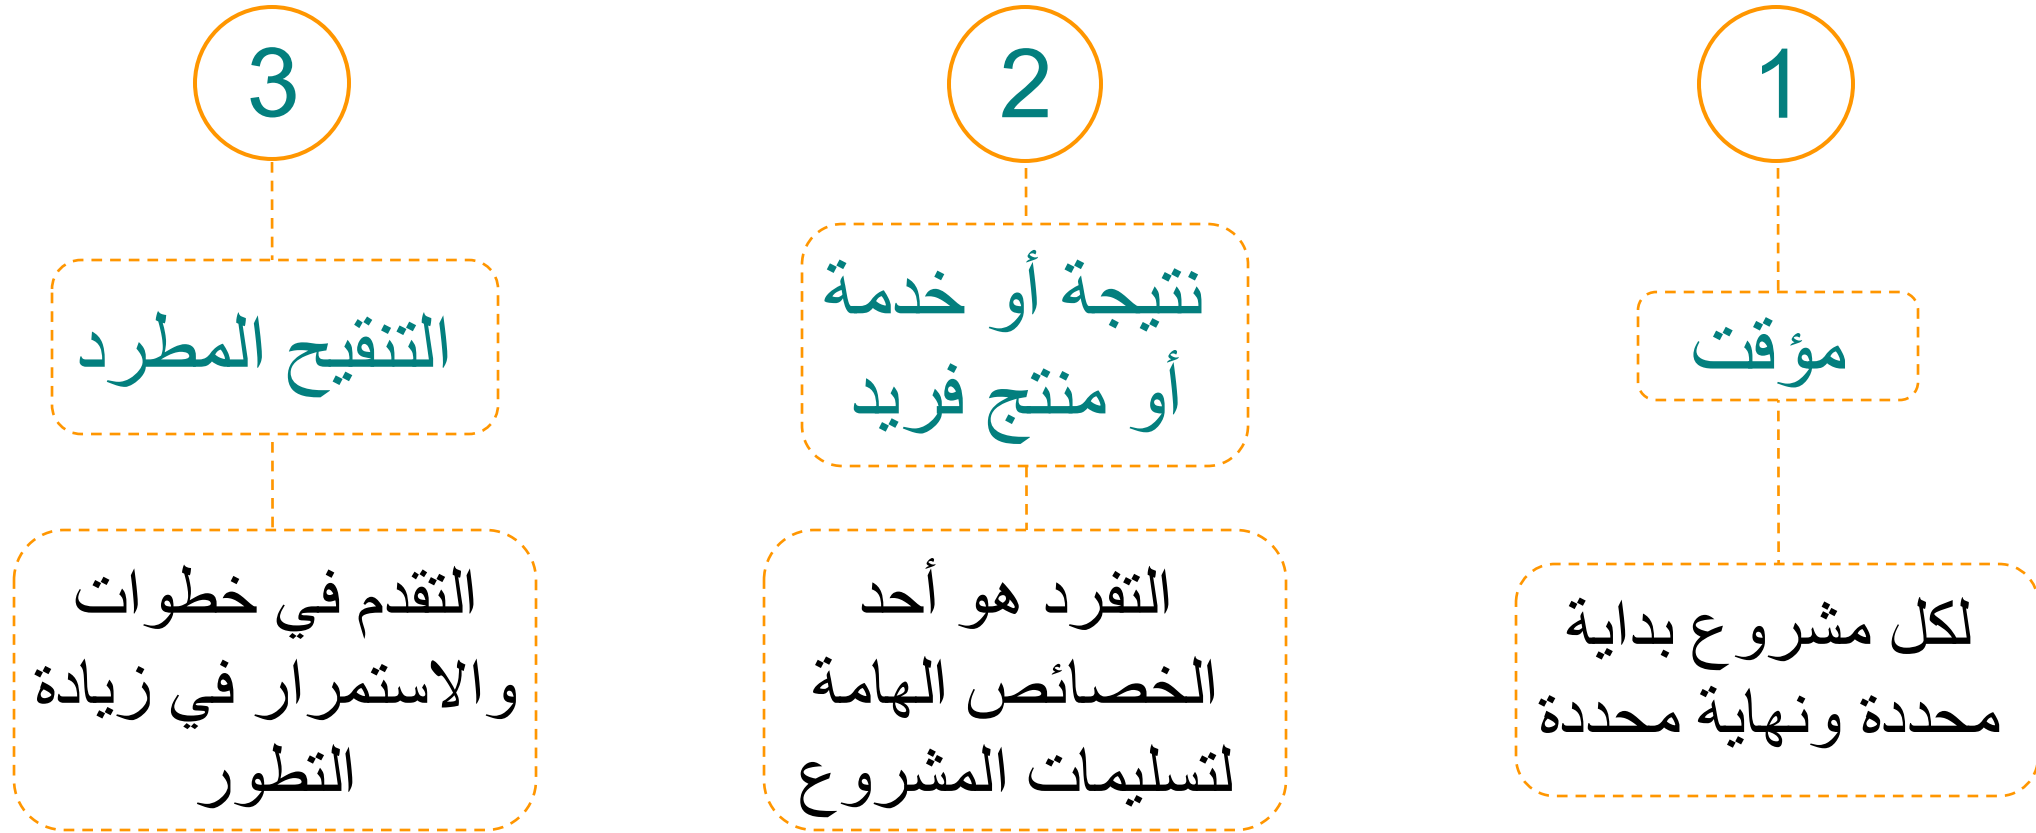 1
مؤقت
لكل مشروع بداية
محددة ونهاية محددة
2
نتيجة أو خدمة
أو منتج فريد
التفرد هو أحد
الخصائص الهامة
لتسليمات المشروع
3
التنقيح المطرد
التقدم في خطوات
والاستمرار في زيادة
التطور